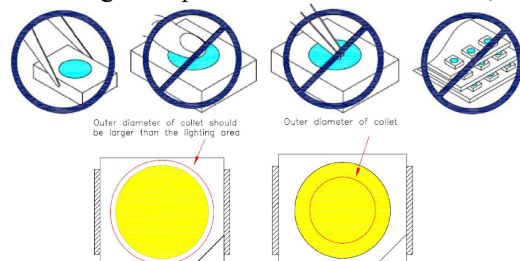 Outer diameter of collet should
be larger than the lighting area
Outer diameter of collet